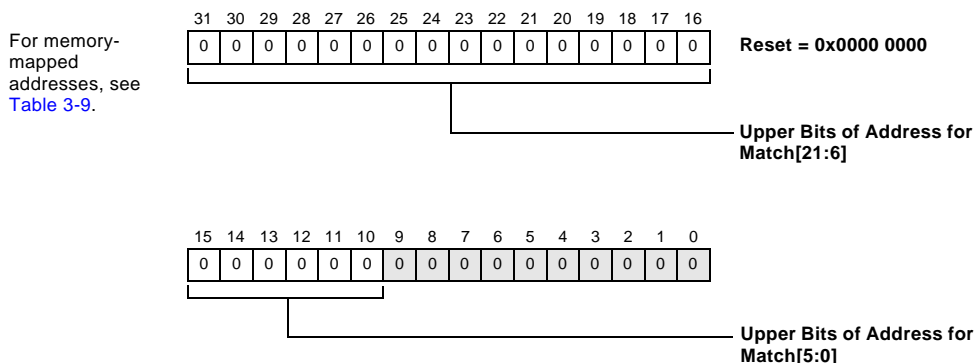 31 30 29 28 27 26 25 24 23 22 21 20 19 18 17 16
For memory-
mapped
addresses, see
Table 3-9.
0 0 0 0 0 0 0 0 0 0 0 0 0 0 0 0
Reset = 0x0000 0000
Upper Bits of Address for
Match[21:6]
15 14 13 12 11 10 9 8 7 6 5 4 3 2 1 0
0 0 0 0 0 0 0 0 0 0 0 0 0 0 0 0
Upper Bits of Address for
Match[5:0]